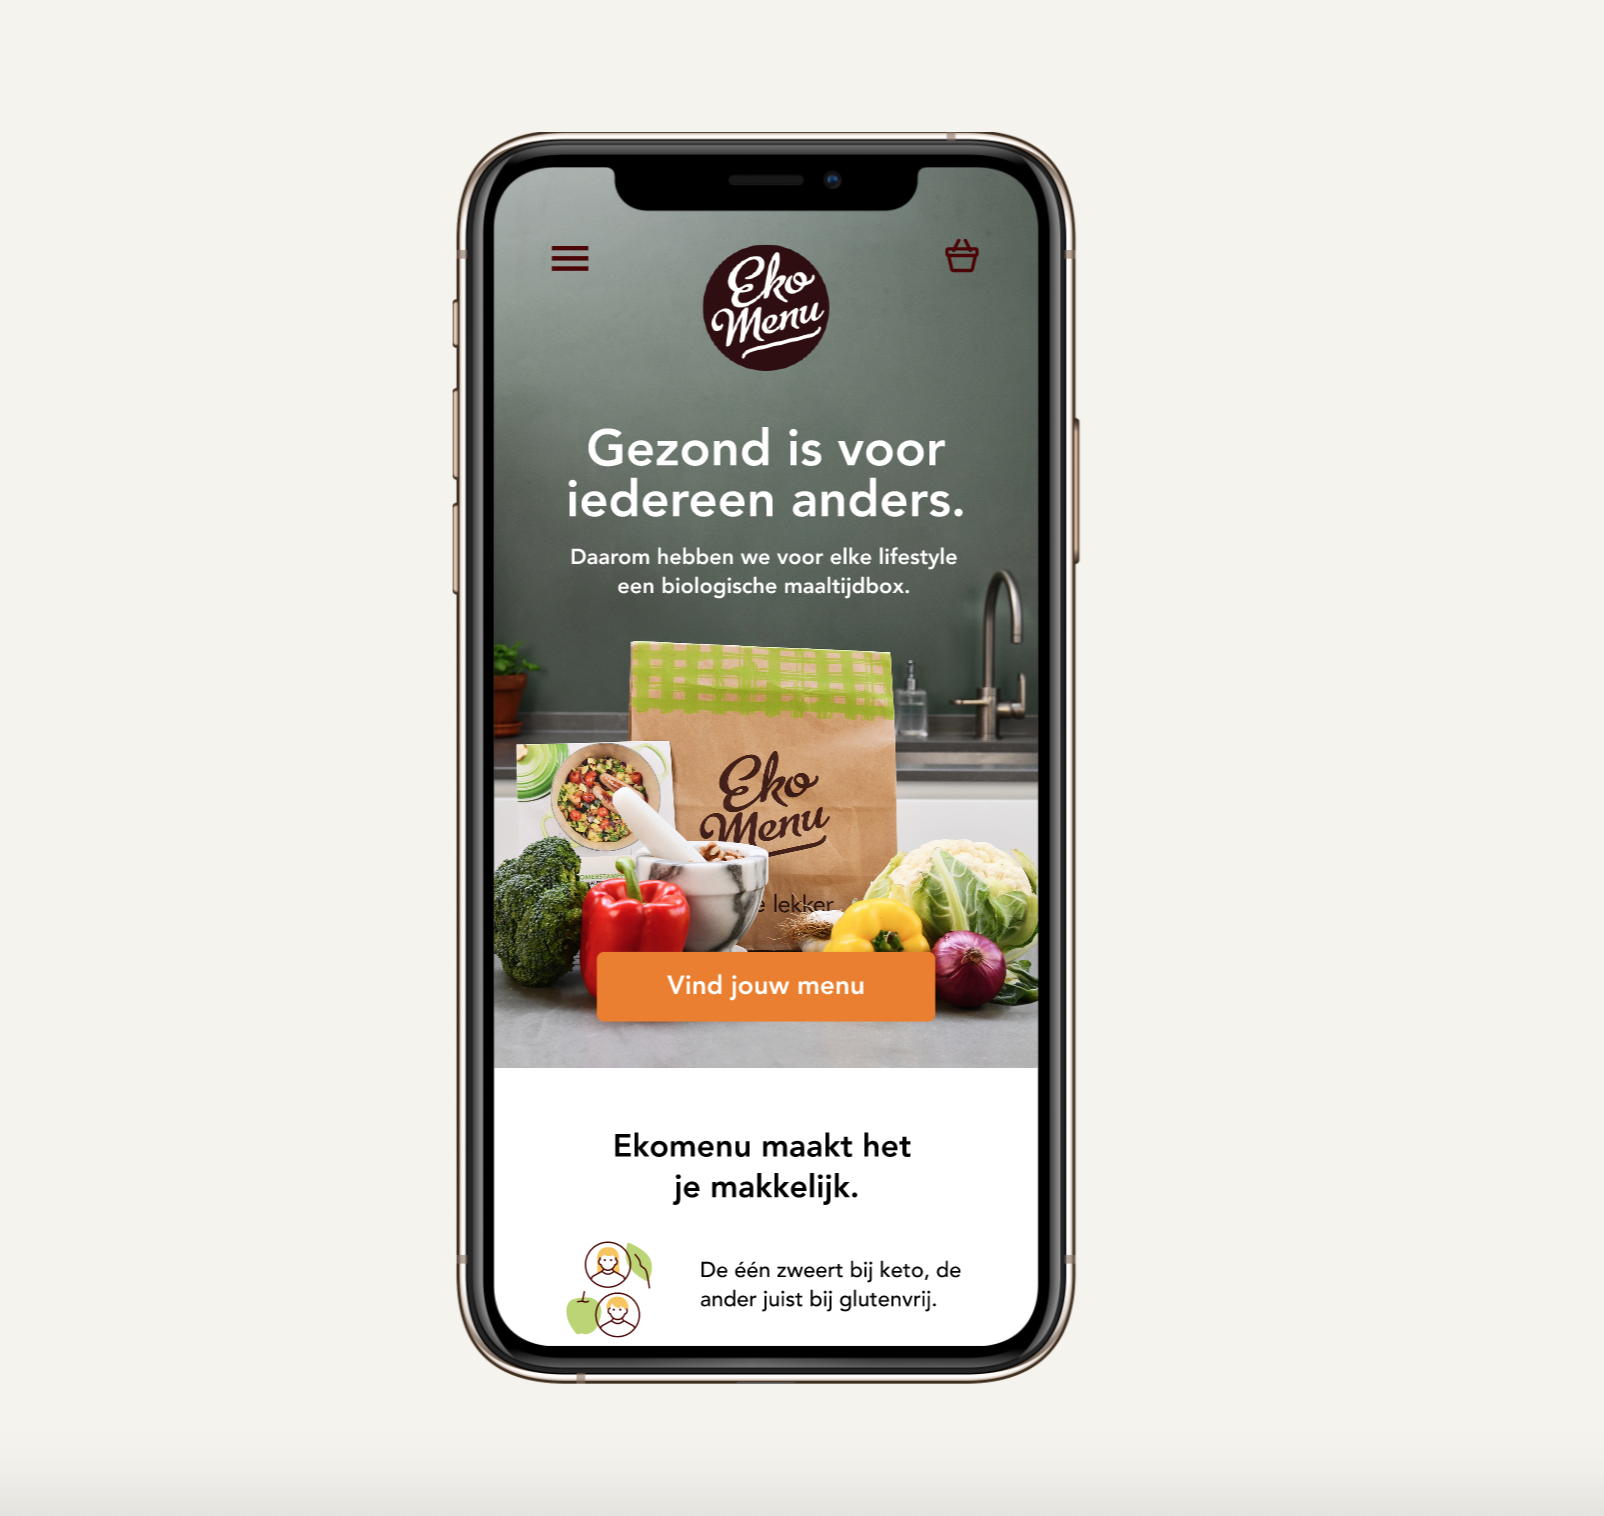 Eko
Menu
Gezond is voor
iedereen anders.
Daarom hebben we voor elke lifestyle
een biologische maaltijdbox.
Eko
Menu
lekker
Vind jouw menu
Ekomenu maakt het
je makkelijk.
De één zweert bij keto, de
ander juist bij glutenvrij.